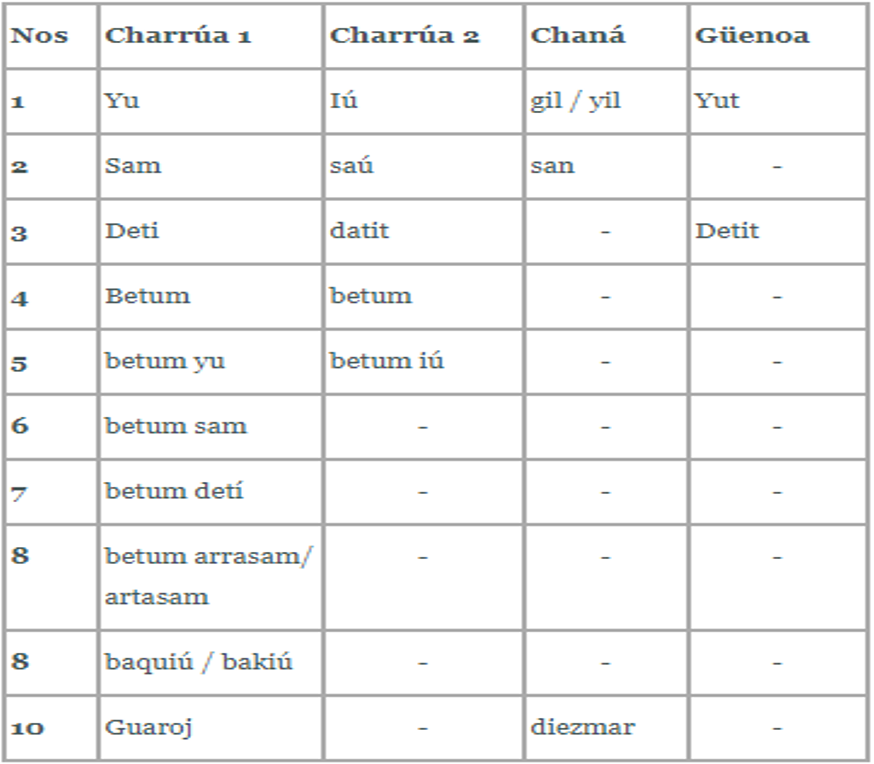 Nos Charrúa 1 Charrúa 2 Chaná Güenoa
1 Yu Iú gil / yil Yut
2 Sam saú san -
3 Deti datit - Detit
4 Betum betum - -
5 betum yu betum iú - -
6 betum sam - - -
7 betum detí - - -
8 betum arrasam/ - - -
artasam
8 baquiú / bakiú - - -
10 Guaroj - diezmar -